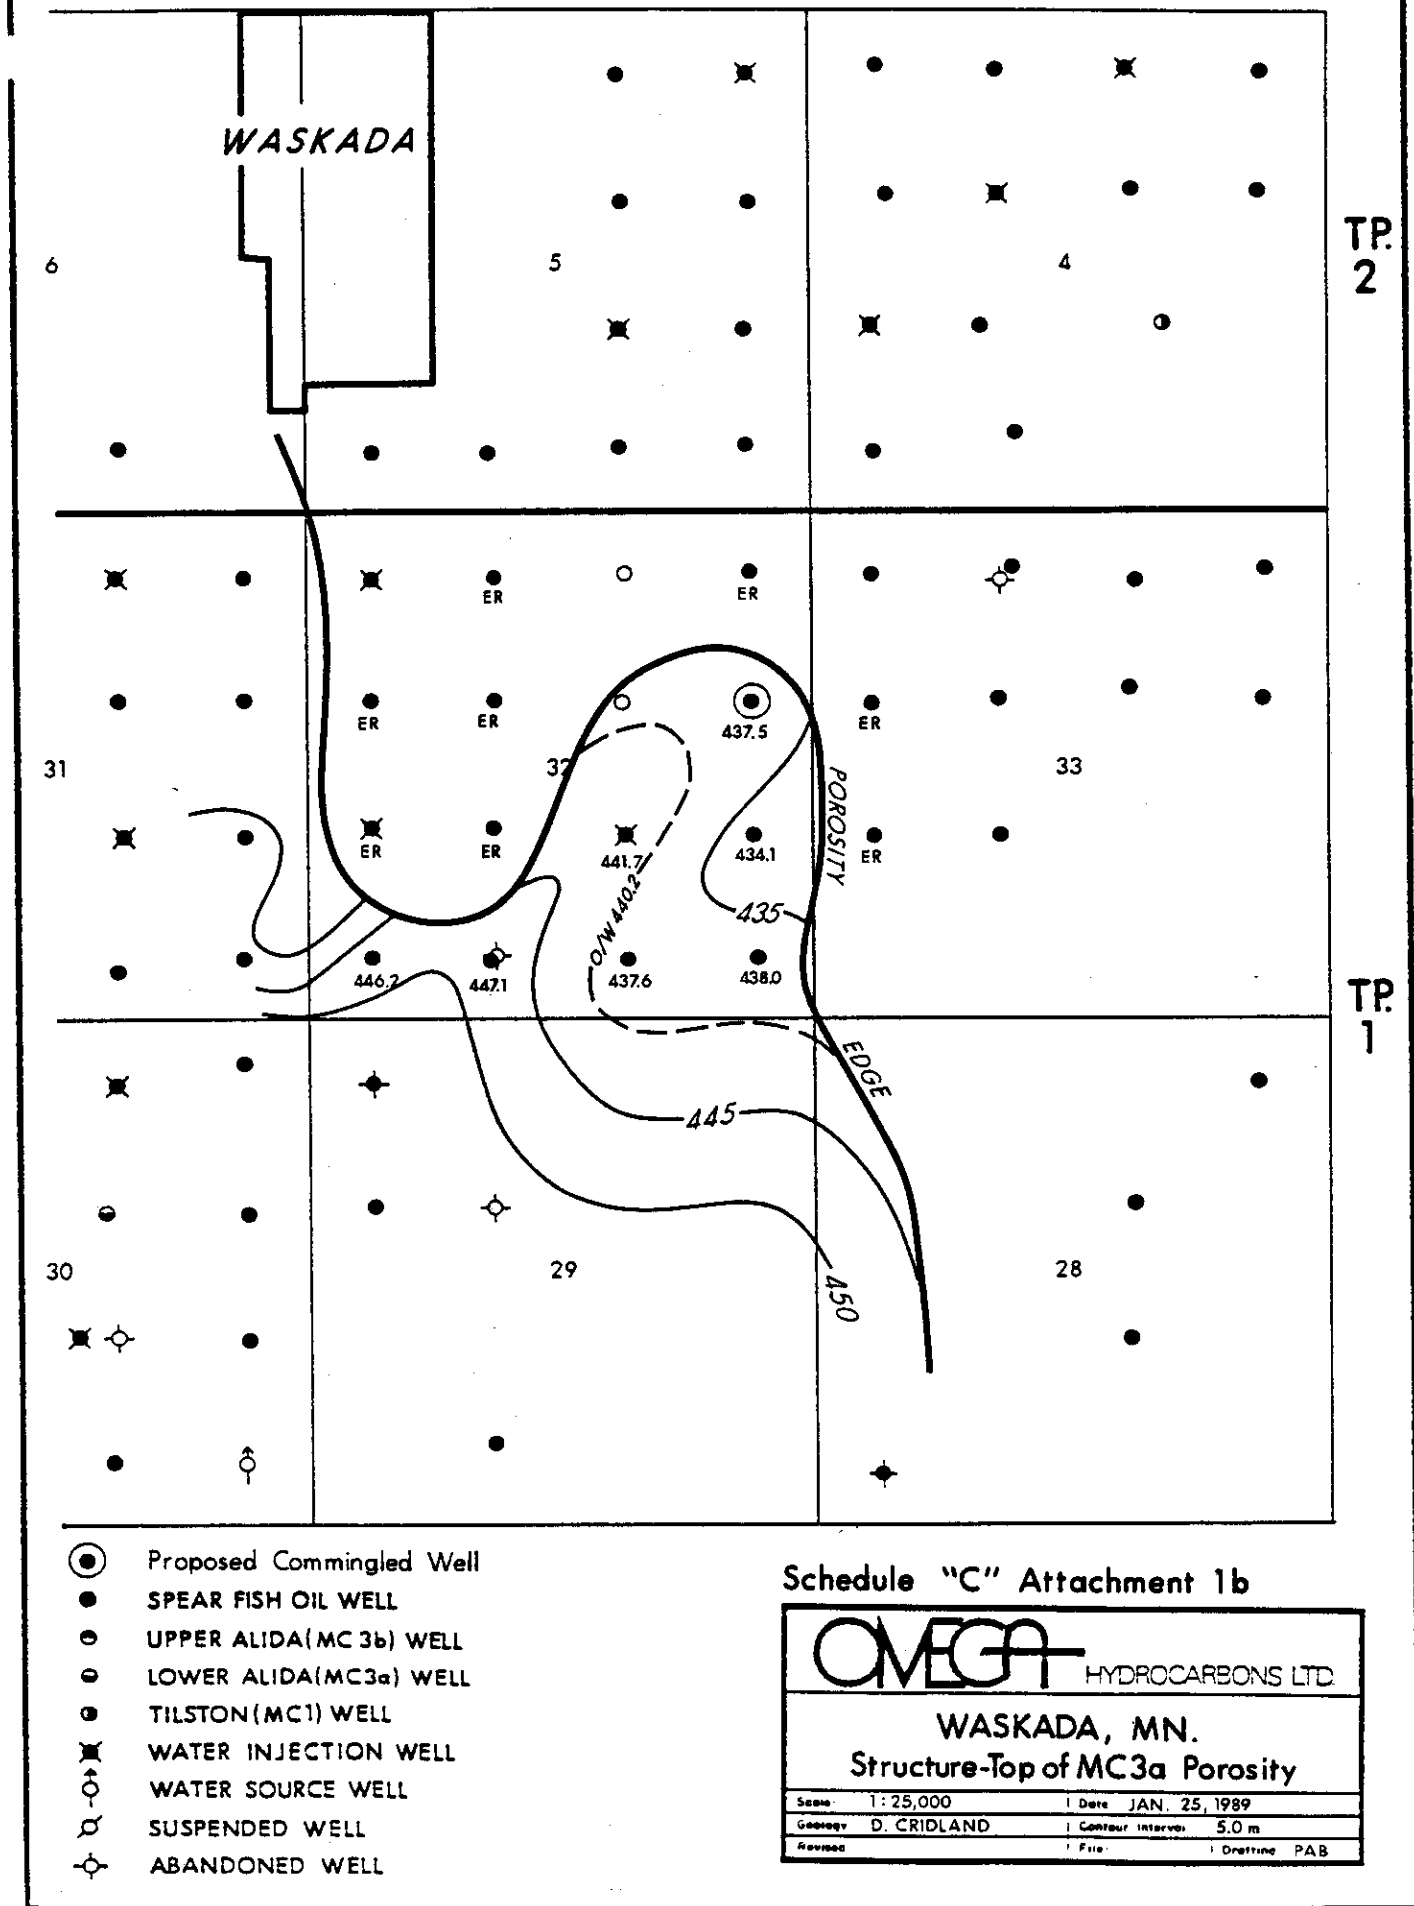 WASKADA
TP.
2
6
5
4
ER
ER
ER
ER
437.5
ER
31
32
33
POROSITY
ER
ER
441.7
434.1
ER
O/W 440.2
435
446.2
447.1
437.6
438.0
TP.
1
EDGE
445
30
29
28
450
Proposed Commingled Well
SPEAR FISH OIL WELL
UPPER ALIDA (MC 3b) WELL
LOWER ALIDA (MC3a) WELL
TILSTON (MC1) WELL
WATER INJECTION WELL
WATER SOURCE WELL
SUSPENDED WELL
ABANDONED WELL
Schedule "C" Attachment 1b
OMEGA HYDROCARBONS LTD.
WASKADA, MN.
Structure-Top of MC3a Porosity
Scale: 1:25,000 Date JAN. 25, 1989
Geology D. CRIDLAND Contour Interval 5.0 m
Revised File: Drafting PAB